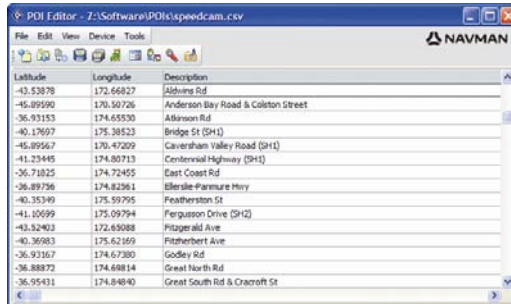 POI Editor - Z:\Software\POIs\speedcam.csv
File Edit View Device Tools
NAVMAN
Latitude Longitude Description
-43.53878 172.66827 Aldwins Rd
-45.89590 170.50726 Anderson Bay Road & Colston Street
-36.93153 174.65530 Atkinson Rd
-40.17697 175.38523 Bridge St (SH1)
-45.89567 170.47209 Caversham Valley Road (SH1)
-41.23445 174.80713 Centennial Highway (SH1)
-36.71825 174.72455 East Coast Rd
-36.89756 174.82561 Ellerslie-Panmure Hwy
-40.35349 175.59795 Featherston St
-41.10699 175.09794 Fergusson Drive (SH2)
-43.52403 172.65088 Fitzgerald Ave
-40.36983 175.62169 Fitzherbert Ave
-36.93167 174.67380 Godley Rd
-36.88872 174.69814 Great North Rd
-36.95431 174.84840 Great South Rd & Cracroft St